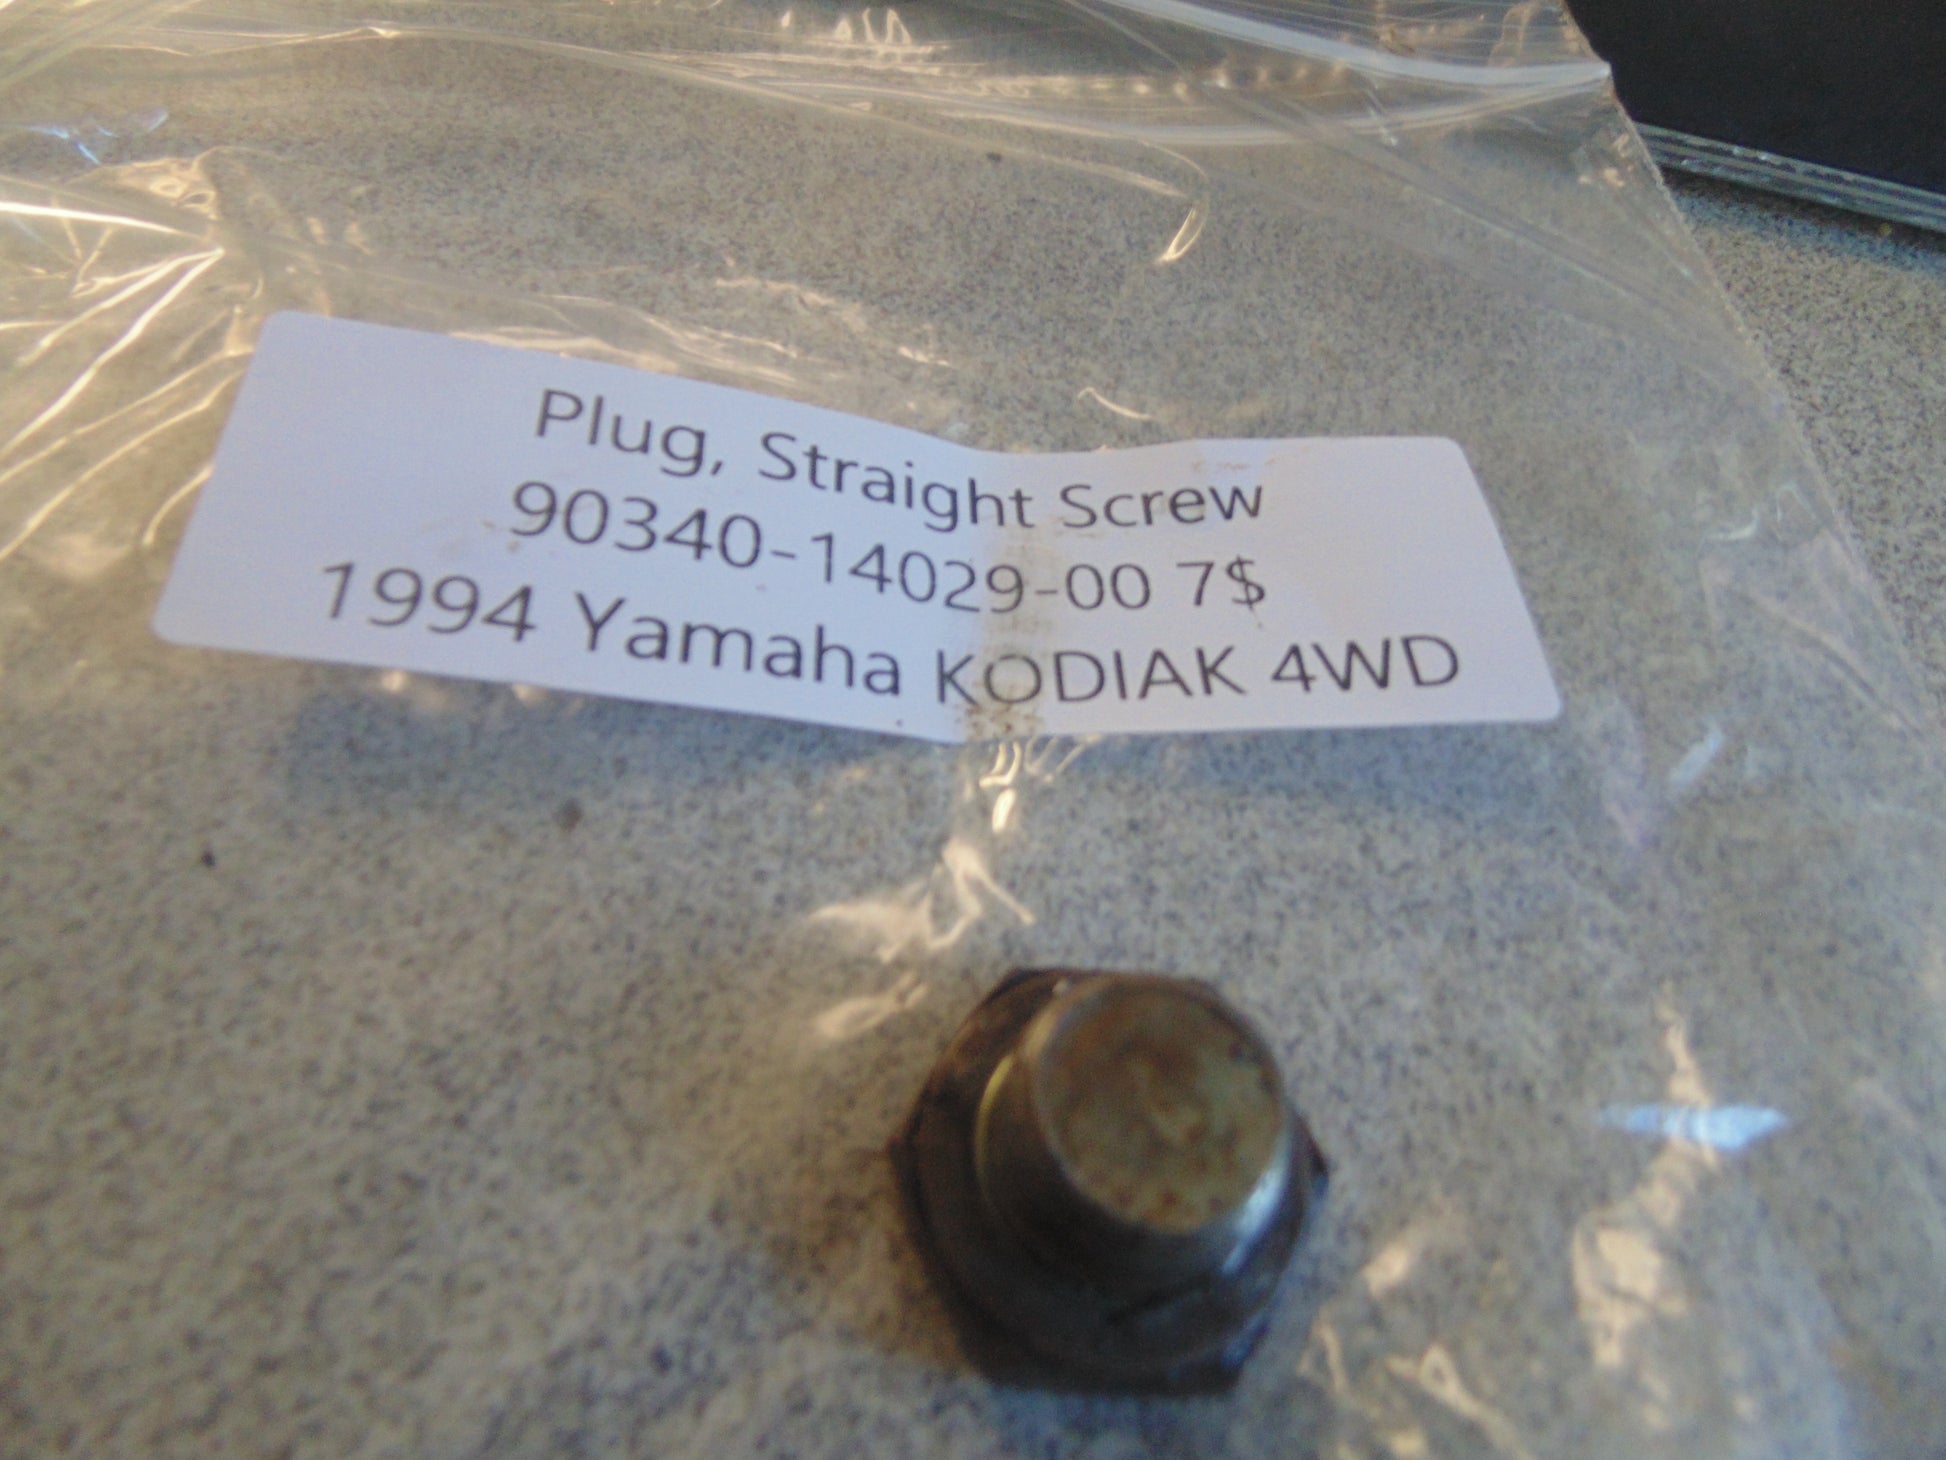 Plug, Straight Screw
90340-14029-00 7$
1994 Yamaha KODIAK 4WD